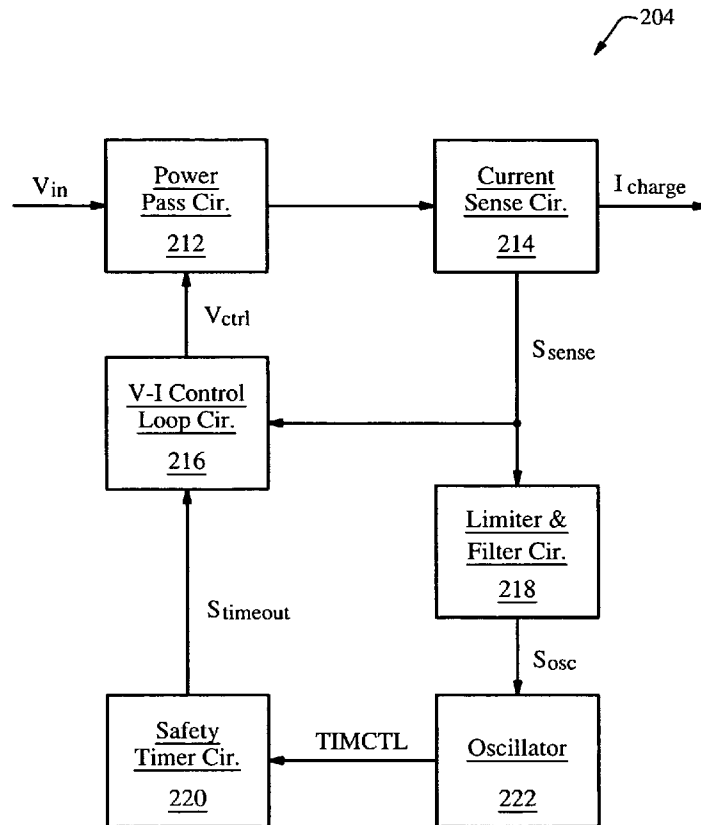 204
Power
Pass Cir.
212
Current
Sense Cir.
214
Vin
Icharge
Vctrl
Ssense
V-I Control
Loop Cir.
216
Limiter &
Filter Cir.
218
Stimeout
Sosc
Safety
Timer Cir.
220
TIMCTL
Oscillator
222